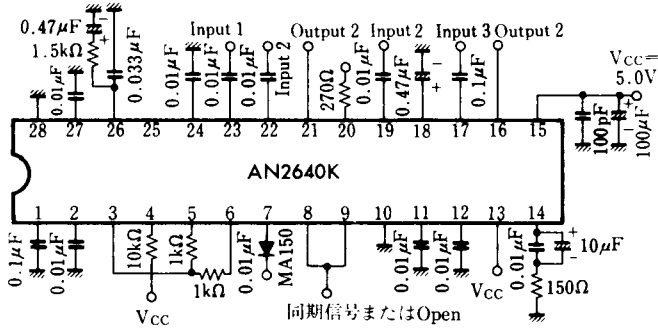 0.47μF
1.5kΩ
0.033μF
0.01μF
0.01μF
0.01μF
0.01μF
Input 1
Input 2
Output 2
270Ω
Input 2
0.01μF
0.47μF
Input 3
0.1μF
Output 2
VCC=
5.0V
100pF
100μF
28 27 26 25 24 23 22 21 20 19 18 17 16 15
AN2640K
1 2 3 4 5 6 7 8 9 10 11 12 13 14
0.1μF
0.01μF
10kΩ
1kΩ
1kΩ
VCC
0.01μF
MA150
同期信号またはOpen
0.01μF
0.01μF
VCC
0.01μF
10μF
150Ω